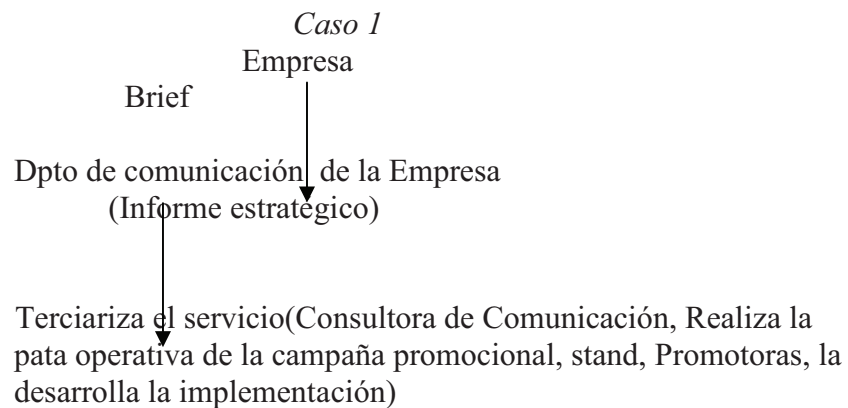 Caso 1
Empresa
Brief
Dpto de comunicación de la Empresa
(Informe estratégico)
Terciariza el servicio(Consultora de Comunicación, Realiza la
pata operativa de la campaña promocional, stand, Promotoras, la
desarrolla la implementación)